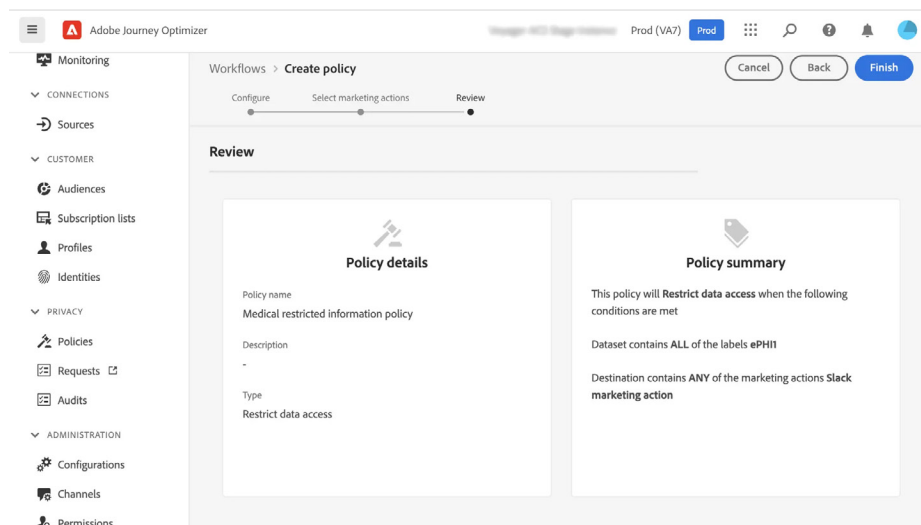 Adobe Journey Optimizer
Prod (VA7)
Prod
Monitoring
CONNECTIONS
Sources
CUSTOMER
Audiences
Subscription lists
Profiles
Identities
PRIVACY
Policies
Requests
Audits
ADMINISTRATION
Configurations
Channels
Permissions
Workflows > Create policy
Cancel
Back
Finish
Configure
Select marketing actions
Review
Review
Policy details
Policy name
Medical restricted information policy
Description
-
Type
Restrict data access
Policy summary
This policy will Restrict data access when the following
conditions are met
Dataset contains ALL of the labels ePHI1
Destination contains ANY of the marketing actions Slack
marketing action